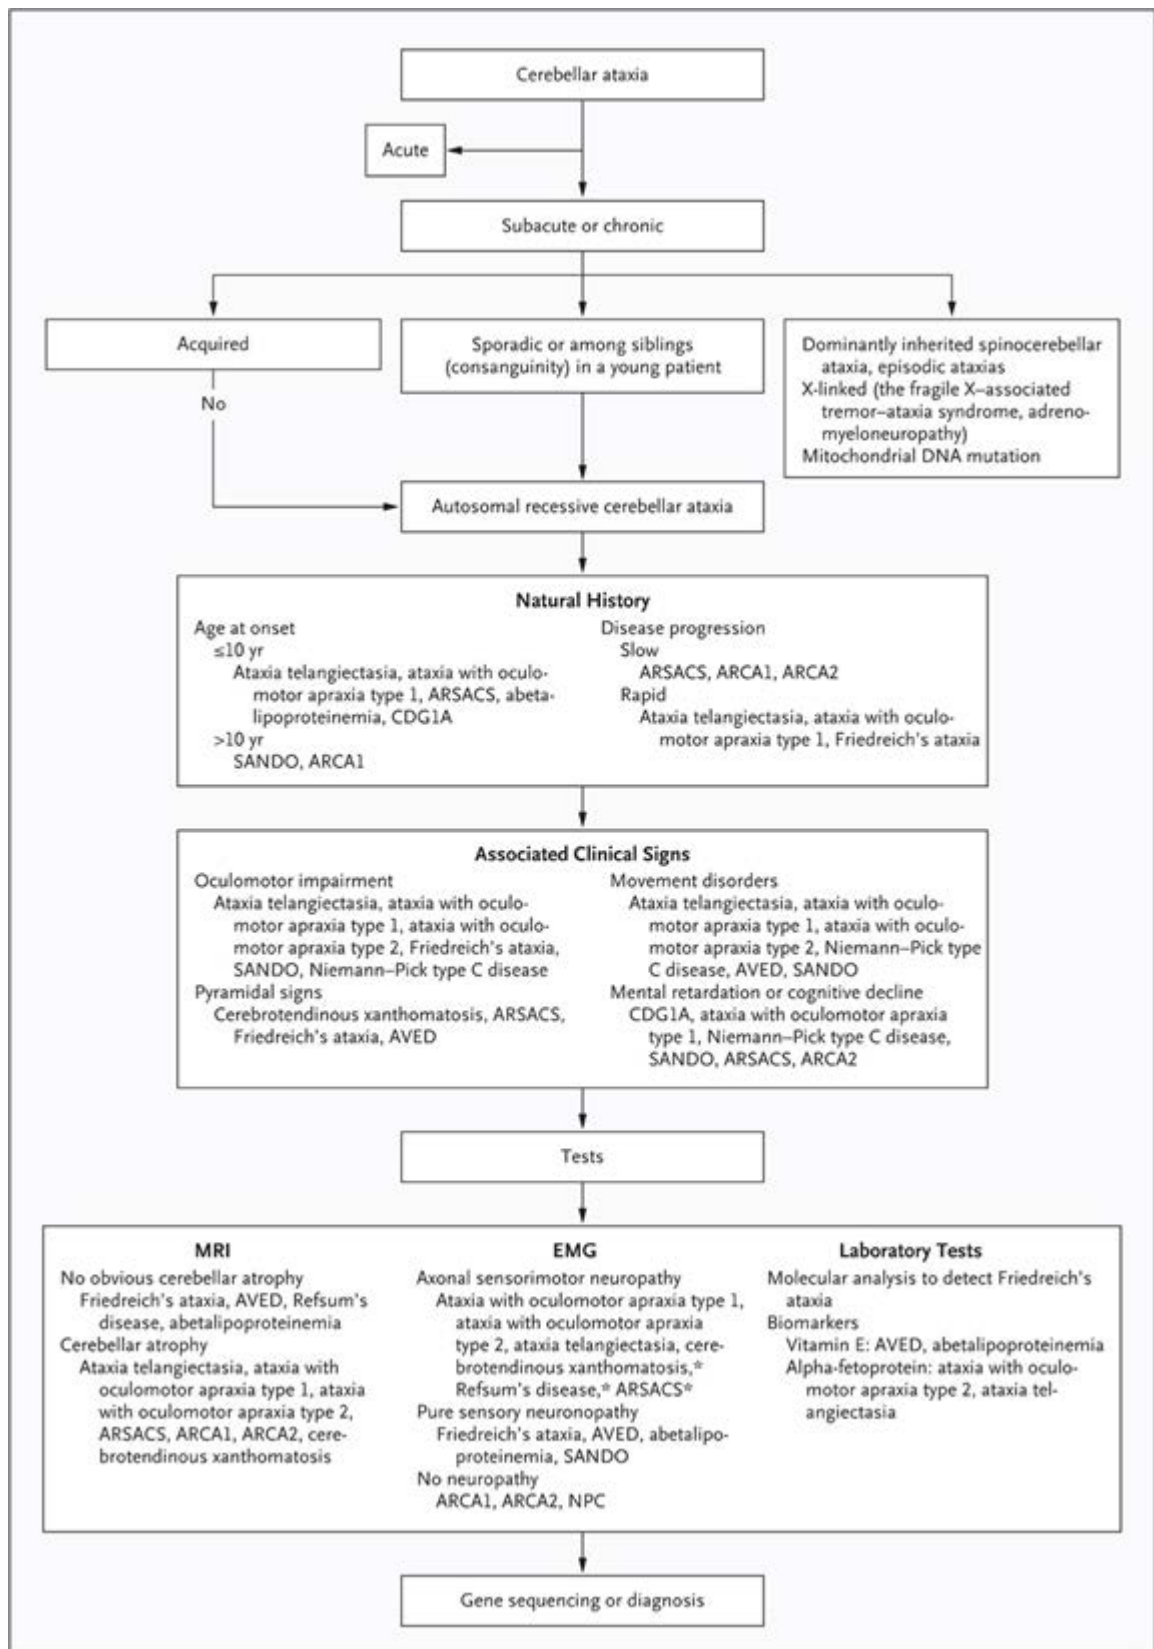 Cerebellar ataxia
Acute
Subacute or chronic
Acquired
No
Sporadic or among siblings
(consanguinity) in a young patient
Dominantly inherited spinocerebellar
ataxia, episodic ataxias
X-linked (the fragile X–associated
tremor–ataxia syndrome, adreno-
myeloneuropathy)
Mitochondrial DNA mutation
Autosomal recessive cerebellar ataxia
Natural History
Age at onset
≤10 yr
Ataxia telangiectasia, ataxia with oculo-
motor apraxia type 1, ARSACS, abeta-
lipoproteinemia, CDG1A
>10 yr
SANDO, ARCA1
Disease progression
Slow
ARSACS, ARCA1, ARCA2
Rapid
Ataxia telangiectasia, ataxia with oculo-
motor apraxia type 1, Friedreich's ataxia
Associated Clinical Signs
Oculomotor impairment
Ataxia telangiectasia, ataxia with oculo-
motor apraxia type 1, ataxia with oculo-
motor apraxia type 2, Friedreich's ataxia,
SANDO, Niemann–Pick type C disease
Pyramidal signs
Cerebrotendinous xanthomatosis, ARSACS,
Friedreich's ataxia, AVED
Movement disorders
Ataxia telangiectasia, ataxia with oculo-
motor apraxia type 1, ataxia with oculo-
motor apraxia type 2, Niemann–Pick type
C disease, AVED, SANDO
Mental retardation or cognitive decline
CDG1A, ataxia with oculomotor apraxia
type 1, Niemann–Pick type C disease,
SANDO, ARSACS, ARCA2
Tests
MRI
No obvious cerebellar atrophy
Friedreich's ataxia, AVED, Refsum's
disease, abetalipoproteinemia
Cerebellar atrophy
Ataxia telangiectasia, ataxia with
oculomotor apraxia type 1, ataxia
with oculomotor apraxia type 2,
ARSACS, ARCA1, ARCA2, cere-
brotendinous xanthomatosis
EMG
Axonal sensorimotor neuropathy
Ataxia with oculomotor apraxia type 1,
ataxia with oculomotor apraxia
type 2, ataxia telangiectasia, cere-
brotendinous xanthomatosis,*
Refsum's disease,* ARSACS*
Pure sensory neuronopathy
Friedreich's ataxia, AVED, abetalipo-
proteinemia, SANDO
No neuropathy
ARCA1, ARCA2, NPC
Laboratory Tests
Molecular analysis to detect Friedreich's
ataxia
Biomarkers
Vitamin E: AVED, abetalipoproteinemia
Alpha-fetoprotein: ataxia with oculo-
motor apraxia type 2, ataxia tel-
angiectasia
Gene sequencing or diagnosis